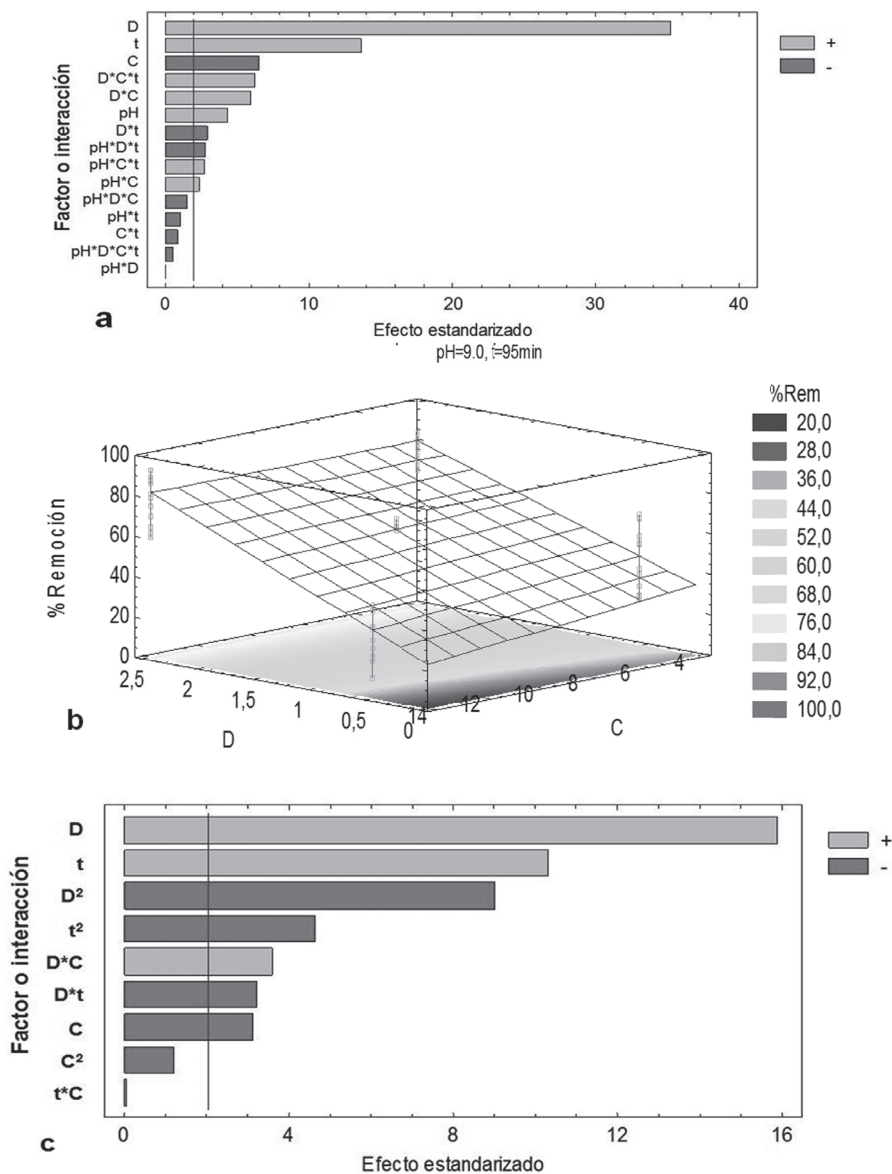 Factor o interacción
D
t
C
D*C*t
D*C
pH
D*t
pH*D*t
pH*C*t
pH*C
pH*D*C
pH*t
C*t
pH*D*C*t
pH*D
+
-
0 10 20 30 40
a
Efecto estandarizado
pH=9.0, t=95min
%Remoción
100
80
60
40
20
0
2,5 2 1,5 1 0,5 0
D
14 12 10 8 6 4
C
b
%Rem
20,0
28,0
36,0
44,0
52,0
60,0
68,0
76,0
84,0
92,0
100,0
Factor o interacción
D
t
D²
t²
D*C
D*t
C
C²
t*C
+
-
0 4 8 12 16
c
Efecto estandarizado